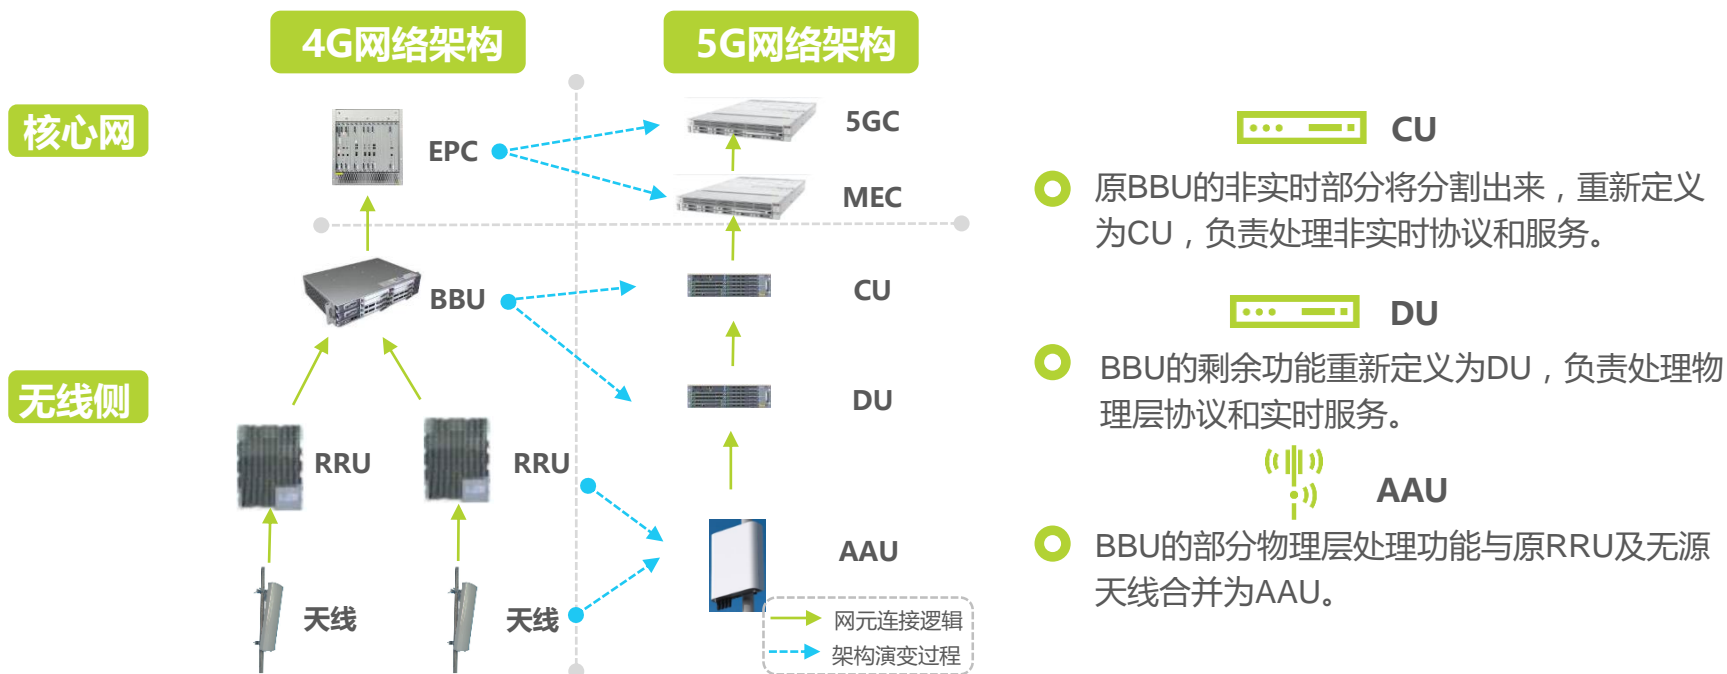 4G网络架构
5G网络架构
核心网
EPC
5GC
MEC
BBU
CU
无线侧
DU
RRU
RRU
AAU
天线
天线
网元连接逻辑
架构演变过程
CU
原BBU的非实时部分将分割出来，重新定义
为CU，负责处理非实时协议和服务。
DU
BBU的剩余功能重新定义为DU，负责处理物
理层协议和实时服务。
AAU
BBU的部分物理层处理功能与原RRU及无源
天线合并为AAU。